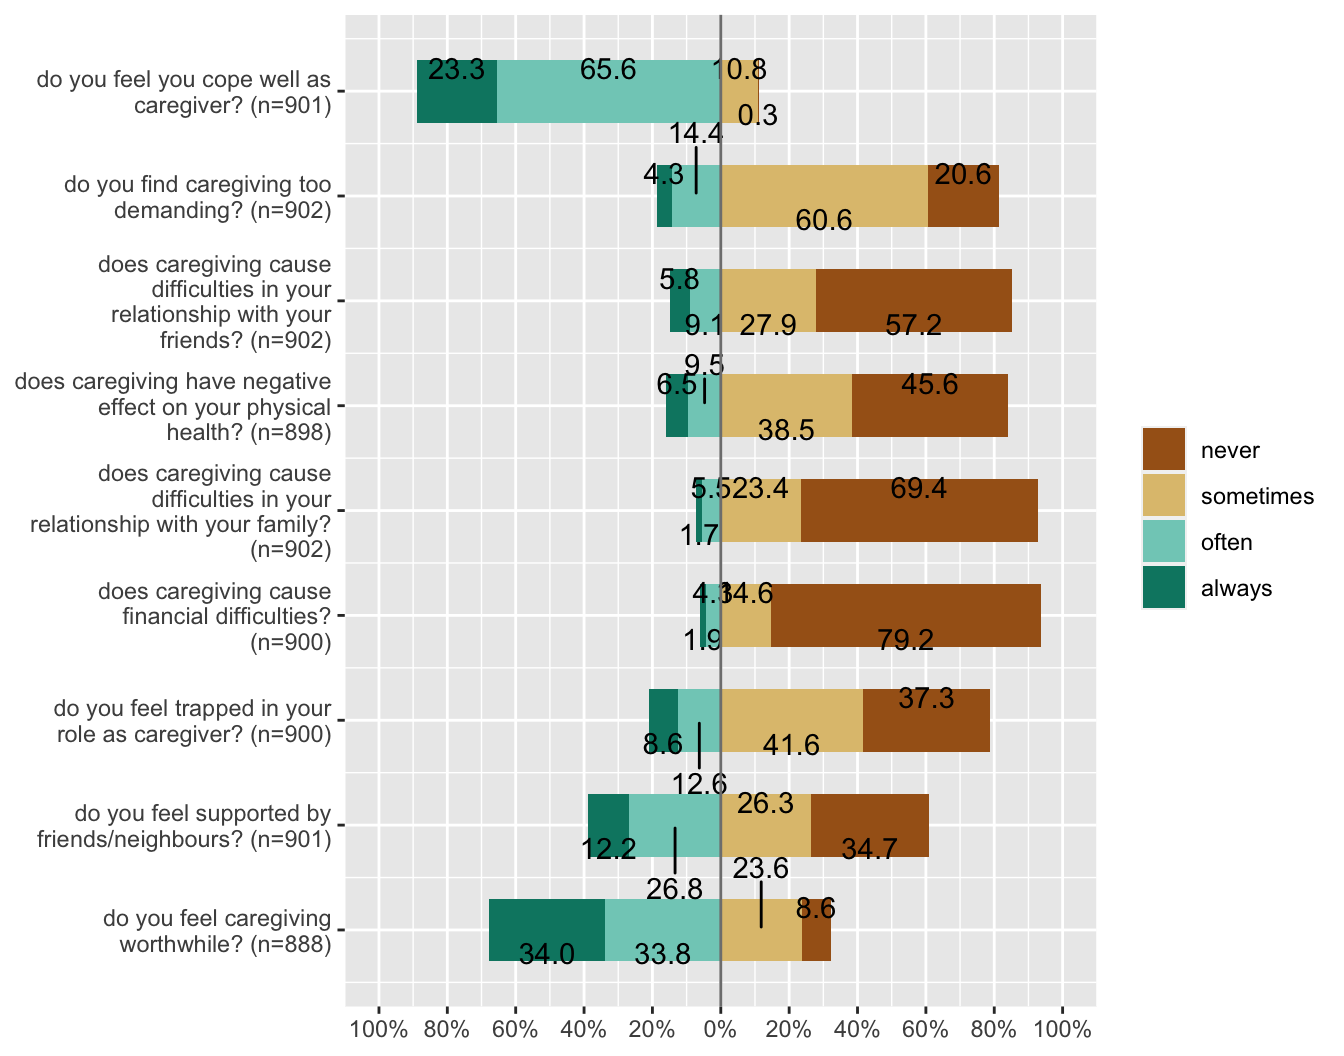 do you feel you cope well as
caregiver? (n=901)
23.3
65.6
10.8
0.3
do you find caregiving too
demanding? (n=902)
14.4
4.3
60.6
20.6
does caregiving cause
difficulties in your
relationship with your
friends? (n=902)
5.8
9.1
27.9
57.2
does caregiving have negative
effect on your physical
health? (n=898)
9.5
6.5
38.5
45.6
does caregiving cause
difficulties in your
relationship with your family?
(n=902)
5.5
1.7
23.4
69.4
does caregiving cause
financial difficulties?
(n=900)
4.3
1.9
14.6
79.2
do you feel trapped in your
role as caregiver? (n=900)
8.6
12.6
41.6
37.3
do you feel supported by
friends/neighbours? (n=901)
12.2
26.8
26.3
34.7
do you feel caregiving
worthwhile? (n=888)
34.0
33.8
23.6
8.6
100% 80% 60% 40% 20% 0% 20% 40% 60% 80% 100%
never
sometimes
often
always